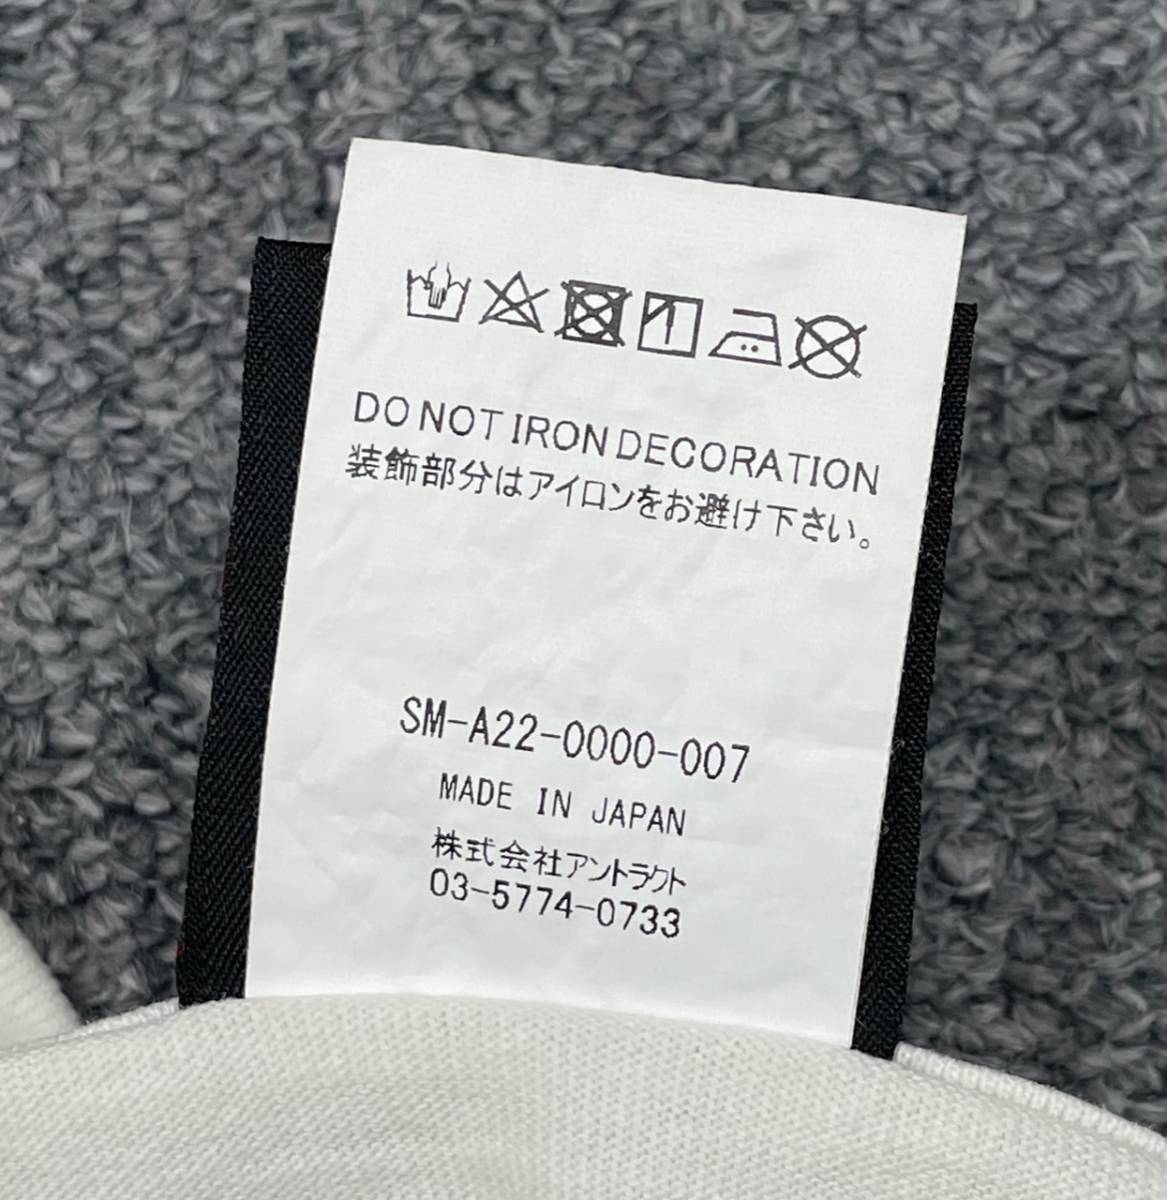 DO NOT IRON DECORATION
装飾部分はアイロンをお避け下さい。
SM-A22-0000-007
MADE IN JAPAN
株式会社アントラクト
03-5774-0733